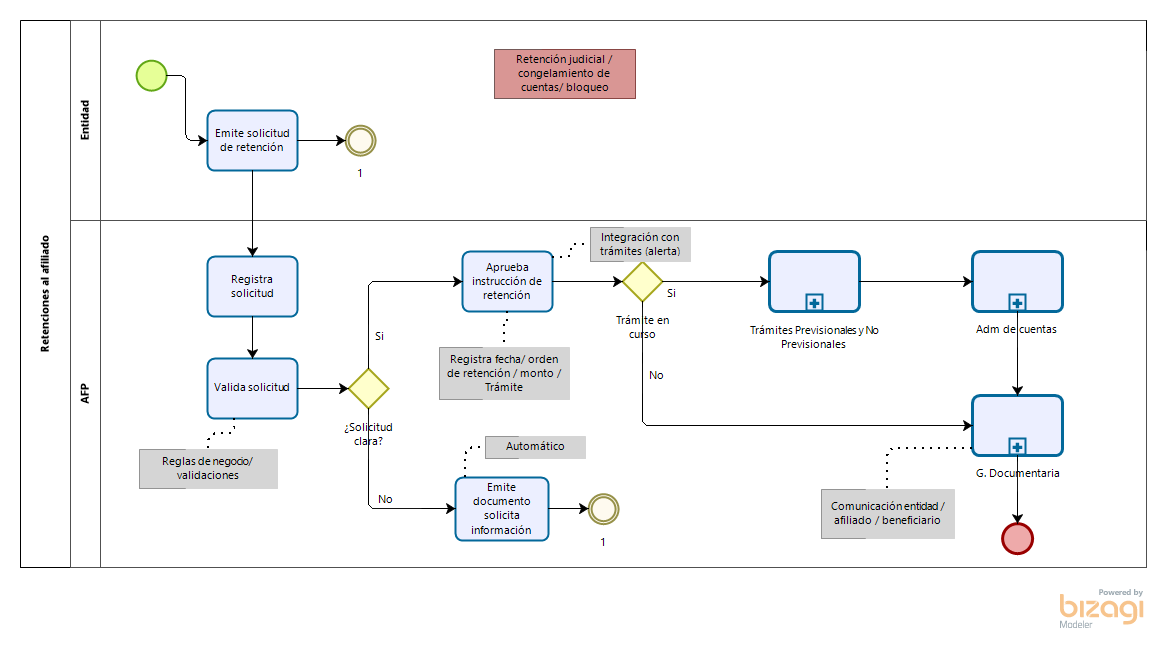 Retenciones al afiliado
Entidad
Retención judicial /
congelamiento de
cuentas/ bloqueo
Emite solicitud
de retención
1
AFP
Registra
solicitud
Valida solicitud
Reglas de negocio/
validaciones
¿Solicitud
clara?
Si
No
Aprueba
instrucción de
retención
Integración con
trámites (alerta)
Registra fecha/ orden
de retención / monto /
Trámite
Trámite en
curso
Si
No
Trámites Previsionales y No
Previsionales
Adm de cuentas
G. Documentaria
Comunicación entidad /
afiliado / beneficiario
Automático
Emite
documento
solicita
información
1
Powered by
bizagi
Modeler